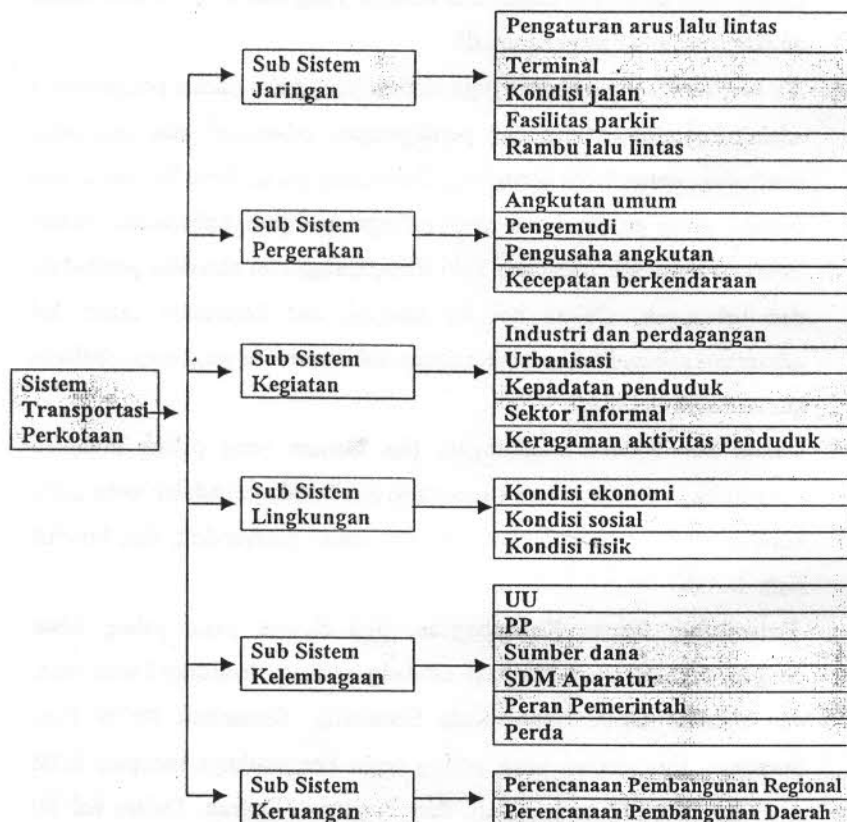 Pengaturan arus lalu lintas
Sub Sistem
Jaringan
Terminal
Kondisi jalan
Fasilitas parkir
Rambu lalu lintas
Sub Sistem
Pergerakan
Angkutan umum
Pengemudi
Pengusaha angkutan
Kecepatan berkendaraan
Sistem
Transportasi
Perkotaan
Sub Sistem
Kegiatan
Industri dan perdagangan
Urbanisasi
Kepadatan penduduk
Sektor Informal
Keragaman aktivitas penduduk
Sub Sistem
Lingkungan
Kondisi ekonomi
Kondisi sosial
Kondisi fisik
Sub Sistem
Kelembagaan
UU
PP
Sumber dana
SDM Aparatur
Peran Pemerintah
Perda
Sub Sistem
Keruangan
Perencanaan Pembangunan Regional
Perencanaan Pembangunan Daerah